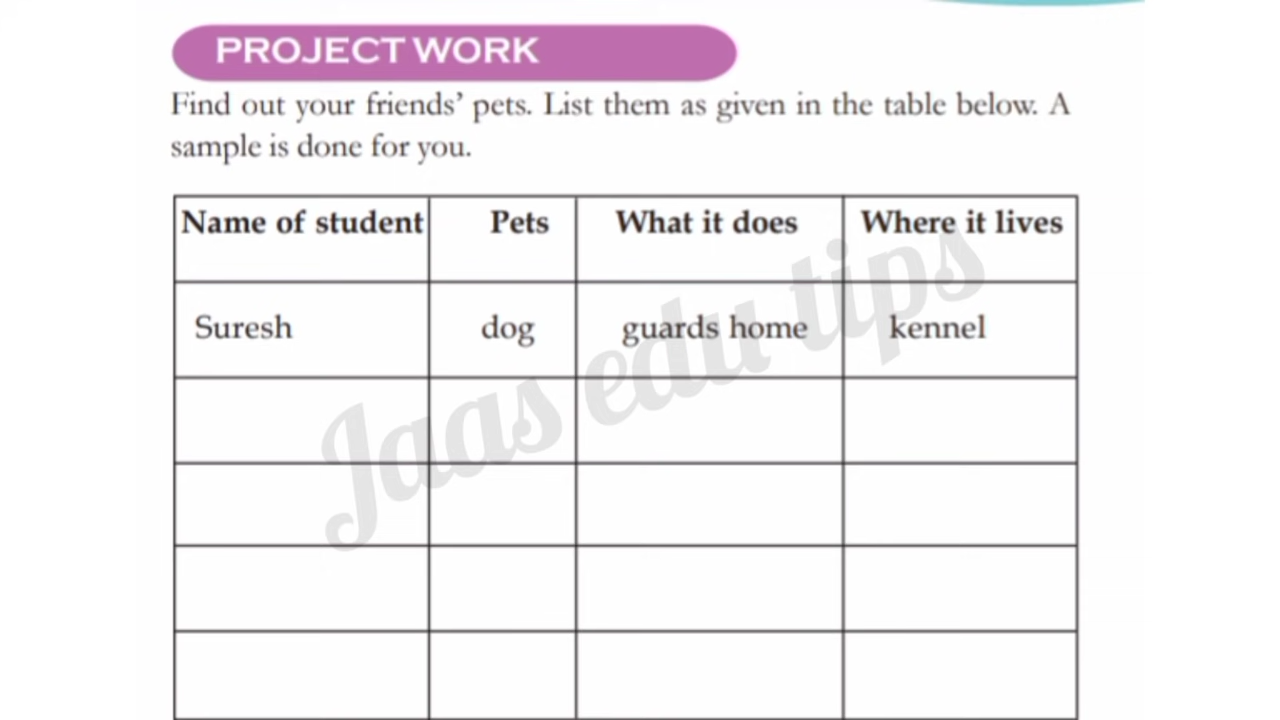 PROJECT WORK
Find out your friends’ pets. List them as given in the table below. A
sample is done for you.
Name of student Pets What it does Where it lives
Suresh dog guards home kennel
Jaas edu tips